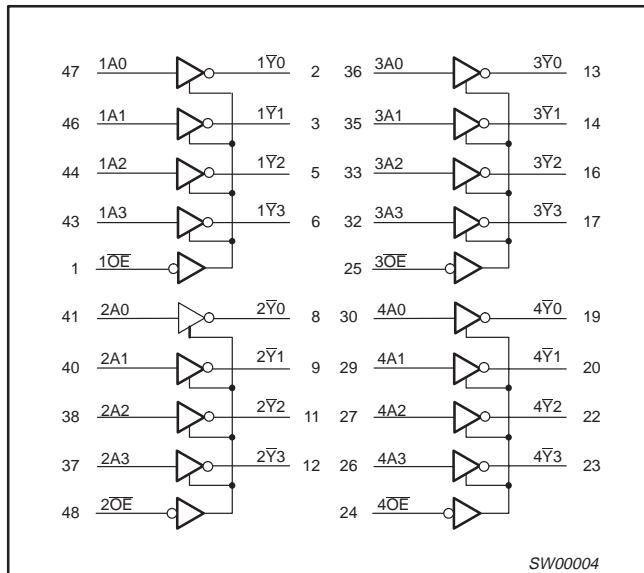 47 1A0 1Y̅0 2 36 3A0 3Y̅0 13
46 1A1 1Y̅1 3 35 3A1 3Y̅1 14
44 1A2 1Y̅2 5 33 3A2 3Y̅2 16
43 1A3 1Y̅3 6 32 3A3 3Y̅3 17
1 1O̅E̅ 25 3O̅E̅
41 2A0 2Y̅0 8 30 4A0 4Y̅0 19
40 2A1 2Y̅1 9 29 4A1 4Y̅1 20
38 2A2 2Y̅2 11 27 4A2 4Y̅2 22
37 2A3 2Y̅3 12 26 4A3 4Y̅3 23
48 2O̅E̅ 24 4O̅E̅
SW00004